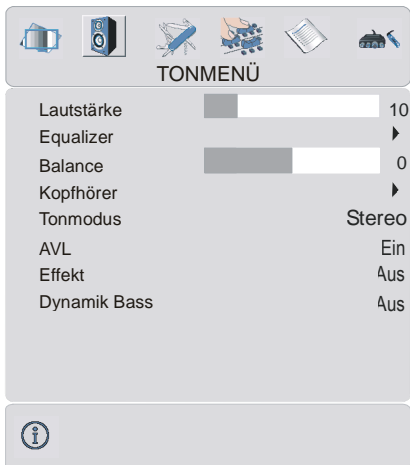 TONMENÜ
Lautstärke 10
Equalizer
Balance 0
Kopfhörer
Tonmodus Stereo
AVL Ein
Effekt Aus
Dynamik Bass Aus